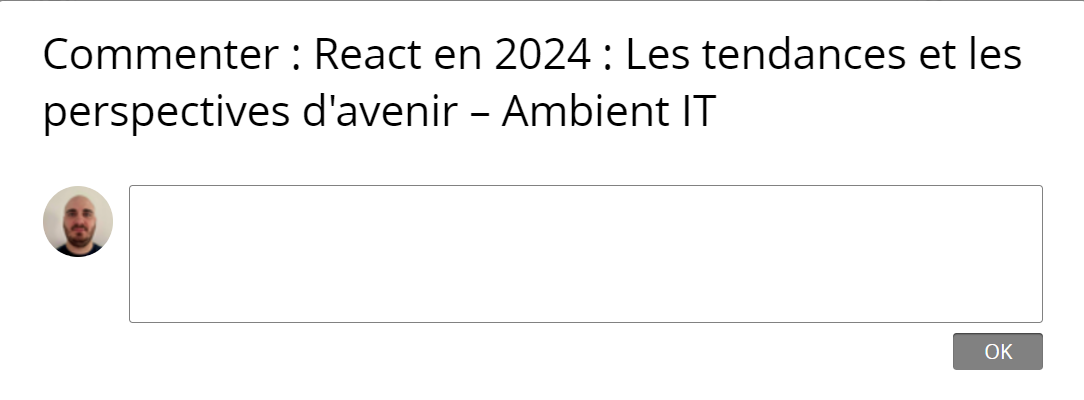 Commenter : React en 2024 : Les tendances et les
perspectives d'avenir – Ambient IT
OK